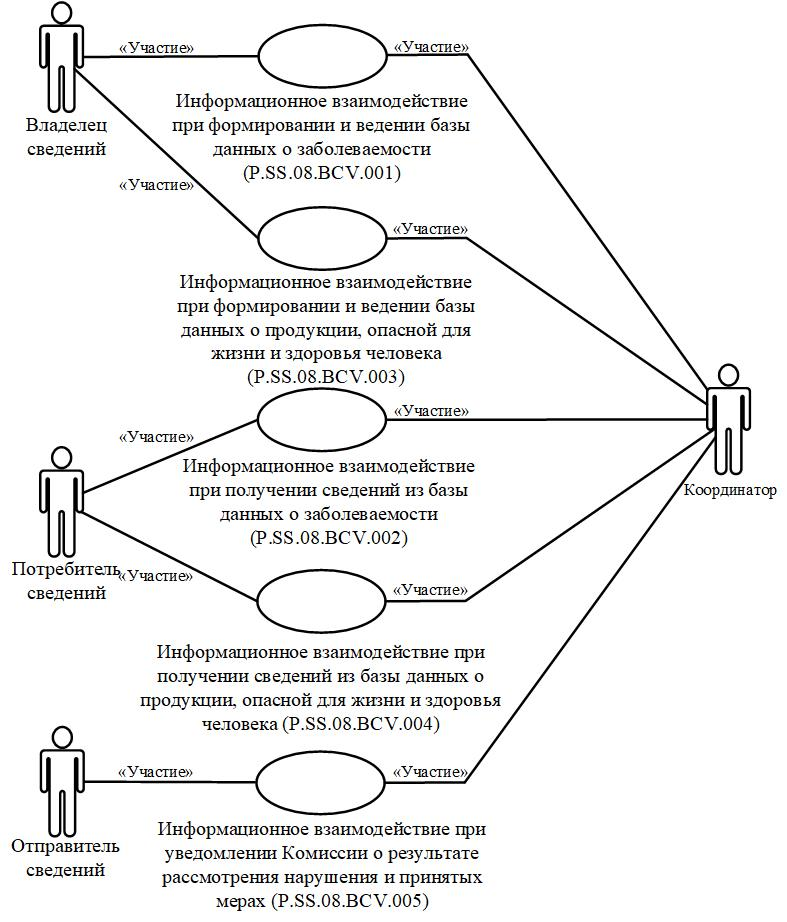 «Участие»
«Участие»
Владелец
сведений
Информационное взаимодействие
при формировании и ведении базы
данных о заболеваемости
(P.SS.08.BCV.001)
«Участие»
«Участие»
Информационное взаимодействие
при формировании и ведении базы
данных о продукции, опасной для
жизни и здоровья человека
(P.SS.08.BCV.003)
«Участие»
«Участие»
Координатор
Информационное взаимодействие
при получении сведений из базы
данных о заболеваемости
(P.SS.08.BCV.002)
Потребитель
сведений
«Участие»
«Участие»
Информационное взаимодействие при
получении сведений из базы данных о
продукции, опасной для жизни и здоровья
человека (P.SS.08.BCV.004)
«Участие»
«Участие»
Отправитель
сведений
Информационное взаимодействие при
уведомлении Комиссии о результате
рассмотрения нарушения и принятых
мерах (P.SS.08.BCV.005)